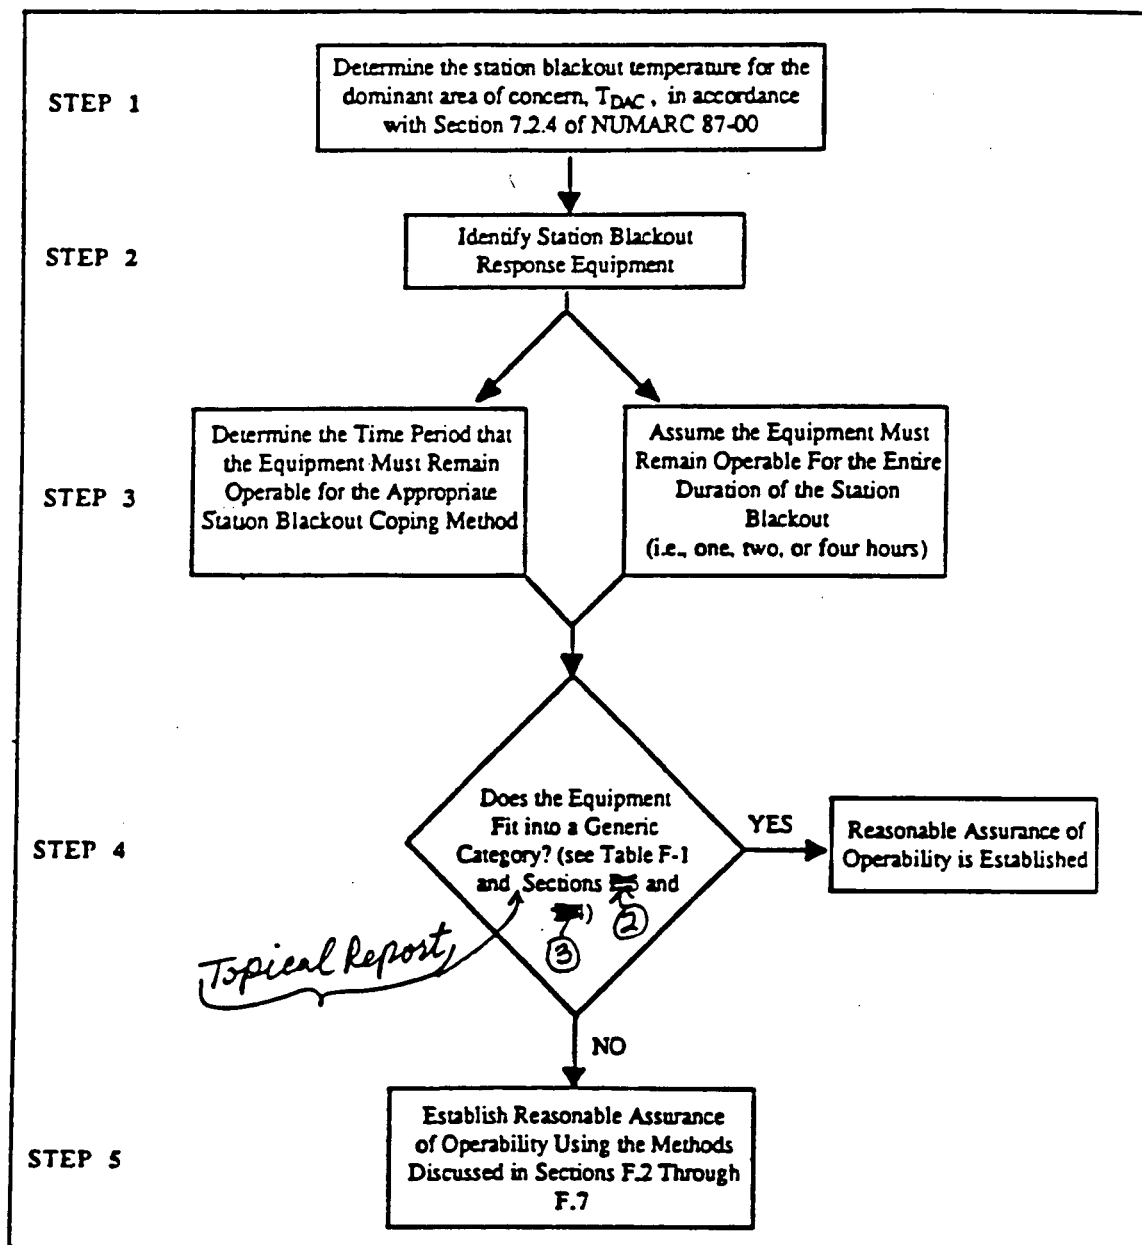 STEP 1
Determine the station blackout temperature for the
dominant area of concern, TDAC, in accordance
with Section 7.2.4 of NUMARC 87-00
STEP 2
Identify Station Blackout
Response Equipment
STEP 3
Determine the Time Period that
the Equipment Must Remain
Operable for the Appropriate
Station Blackout Coping Method
Assume the Equipment Must
Remain Operable For the Entire
Duration of the Station
Blackout
(i.e., one, two, or four hours)
STEP 4
Does the Equipment
Fit into a Generic
Category? (see Table F-1
and Sections and
)
2
3
Topical Report
YES
Reasonable Assurance of
Operability is Established
NO
STEP 5
Establish Reasonable Assurance
of Operability Using the Methods
Discussed in Sections F.2 Through
F.7